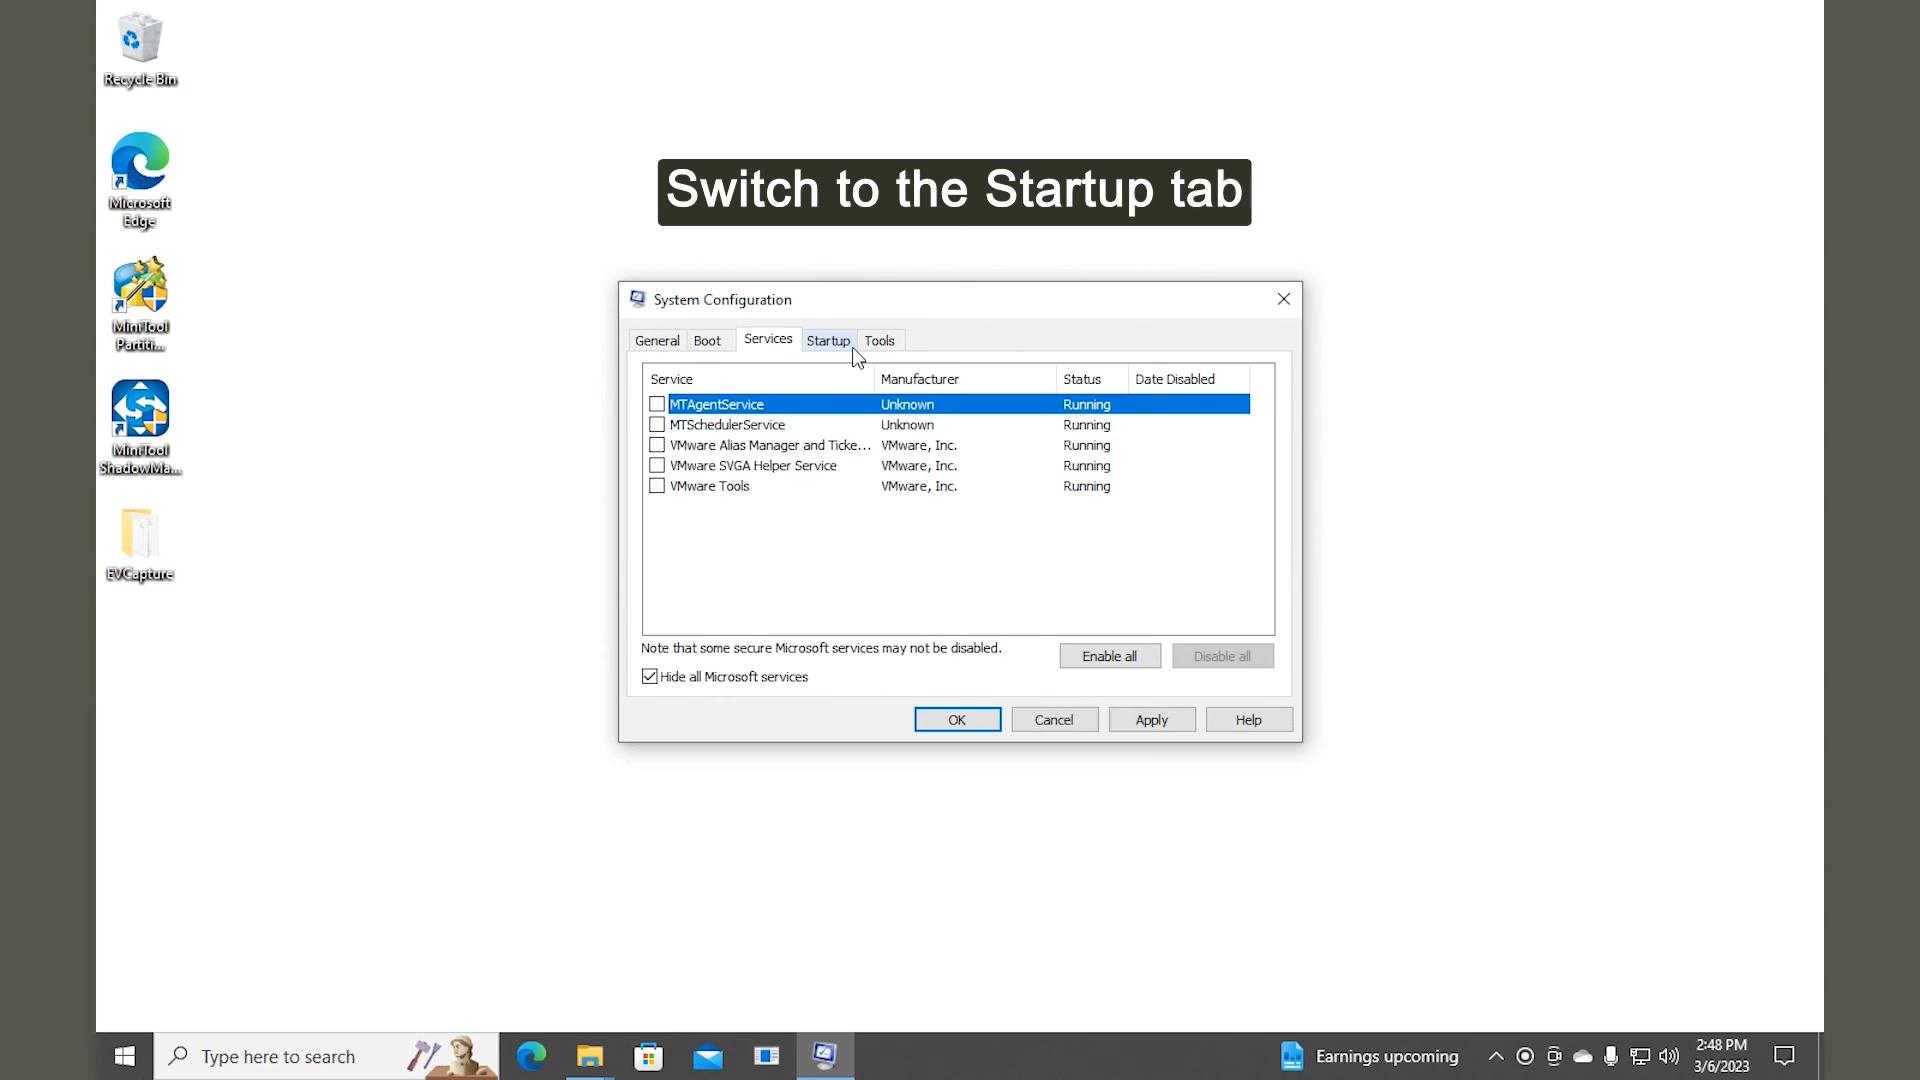 Recycle Bin
Microsoft
Edge
MiniTool
Partiti...
MiniTool
ShadowMa...
EVCapture
Switch to the Startup tab
System Configuration
General Boot Services Startup Tools
Service Manufacturer Status Date Disabled
MTAgentService Unknown Running
MTSchedulerService Unknown Running
VMware Alias Manager and Ticke... VMware, Inc. Running
VMware SVGA Helper Service VMware, Inc. Running
VMware Tools VMware, Inc. Running
Note that some secure Microsoft services may not be disabled.
Enable all Disable all
Hide all Microsoft services
OK Cancel Apply Help
Type here to search
Earnings upcoming
2:48 PM
3/6/2023